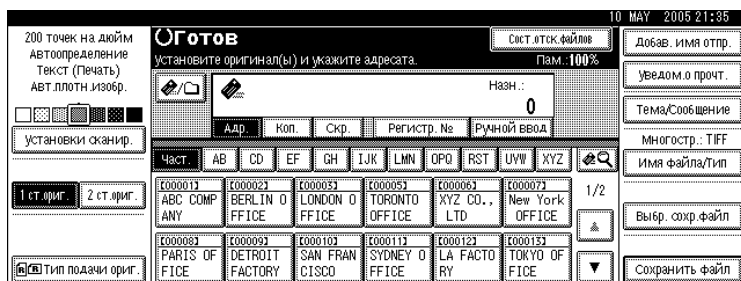 10 MAY 2005 21:35
200 точек на дюйм
Автоопределение
Текст (Печать)
Авт.плотн.изобр.
Установки сканир.
1 ст.ориг. 2 ст.ориг.
Тип подачи ориг.
Готов
Сост.отск.файлов
Установите оригинал(ы) и укажите адресата.
Пам.:100%
Назн.:
0
Адр. Коп. Скр. Регистр. № Ручной ввод
Част. AB CD EF GH IJK LMN OPQ RST UVW XYZ
[00001] [00002] [00003] [00005] [00006] [00007]
ABC COMP BERLIN O LONDON O TORONTO XYZ CO., New York
ANY FFICE FFICE OFFICE LTD OFFICE
1/2
[00008] [00009] [00010] [00011] [00012] [00013]
PARIS OF DETROIT SAN FRAN SYDNEY O LA FACTO TOKYO OF
FICE FACTORY CISCO FFICE RY FICE
Добав. имя отпр.
Уведом.о прочт.
Тема/Сообщение
Многостр.: TIFF
Имя файла/Тип
Выбр. сохр.файл
Сохранить файл